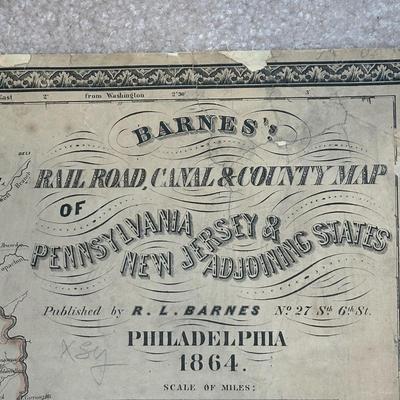 East 2° from Washington 2°30' 3°
BARNES's
RAIL ROAD, CANAL & COUNTY MAP
OF
PENNSYLVANIA
NEW JERSEY &
ADJOINING STATES
Published by R. L. BARNES No 27 Sth 6th St.
PHILADELPHIA
1864.
SCALE OF MILES: